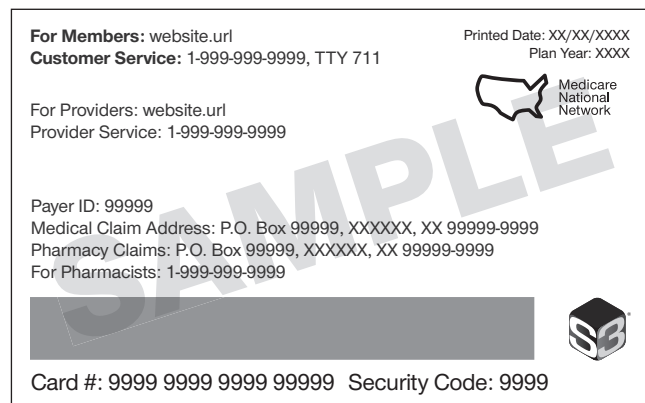 For Members: website.url
Customer Service: 1-999-999-9999, TTY 711
Printed Date: XX/XX/XXXX
Plan Year: XXXX
Medicare
National
Network
For Providers: website.url
Provider Service: 1-999-999-9999
SAMPLE
Payer ID: 99999
Medical Claim Address: P.O. Box 99999, XXXXXX, XX 99999-9999
Pharmacy Claims: P.O. Box 99999, XXXXXX, XX 99999-9999
For Pharmacists: 1-999-999-9999
S3
Card #: 9999 9999 9999 99999 Security Code: 9999